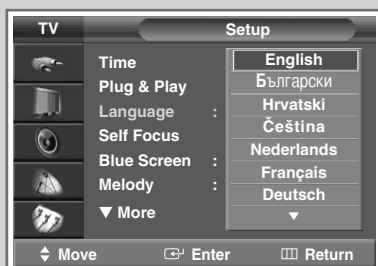 TV
Setup
Time
Plug & Play
Language :
Self Focus
Blue Screen :
Melody :
▼ More
English
Български
Hrvatski
Čeština
Nederlands
Français
Deutsch
▼
Move Enter Return